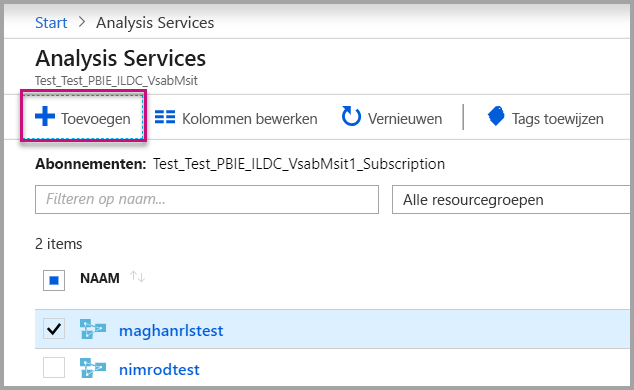 Start > Analysis Services
Analysis Services
Test_Test_PBIE_ILDC_VsabMsit
Toevoegen Kolommen bewerken Vernieuwen Tags toewijzen
Abonnementen: Test_Test_PBIE_ILDC_VsabMsit1_Subscription
Filteren op naam... Alle resourcegroepen
2 items
NAAM
maghanrlstest
nimrodtest